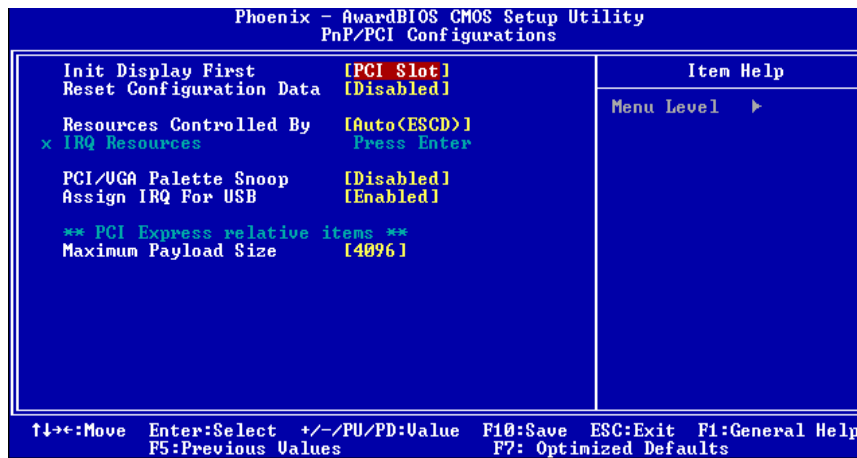 Phoenix - AwardBIOS CMOS Setup Utility
PnP/PCI Configurations
Init Display First [PCI Slot]
Reset Configuration Data [Disabled]
Resources Controlled By [Auto(ESCD)]
x IRQ Resources Press Enter
PCI/VGA Palette Snoop [Disabled]
Assign IRQ For USB [Enabled]
** PCI Express relative items **
Maximum Payload Size [4096]
Item Help
Menu Level ▶
↑↓→←:Move Enter:Select +/-/PU/PD:Value F10:Save ESC:Exit F1:General Help
F5:Previous Values F7: Optimized Defaults